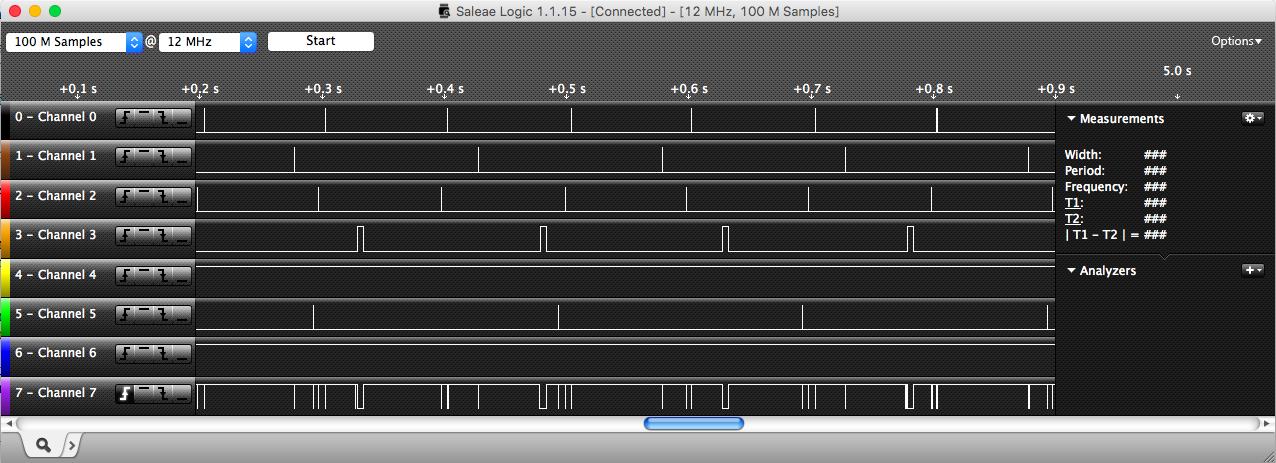 Saleae Logic 1.1.15 - [Connected] - [12 MHz, 100 M Samples]
100 M Samples @ 12 MHz Start Options▾
5.0 s
+0,1 s +0,2 s +0,3 s +0,4 s +0,5 s +0,6 s +0,7 s +0,8 s +0,9 s
0 - Channel 0
1 - Channel 1
2 - Channel 2
3 - Channel 3
4 - Channel 4
5 - Channel 5
6 - Channel 6
7 - Channel 7
Measurements
Width: ###
Period: ###
Frequency: ###
T1: ###
T2: ###
| T1 - T2 | = ###
Analyzers